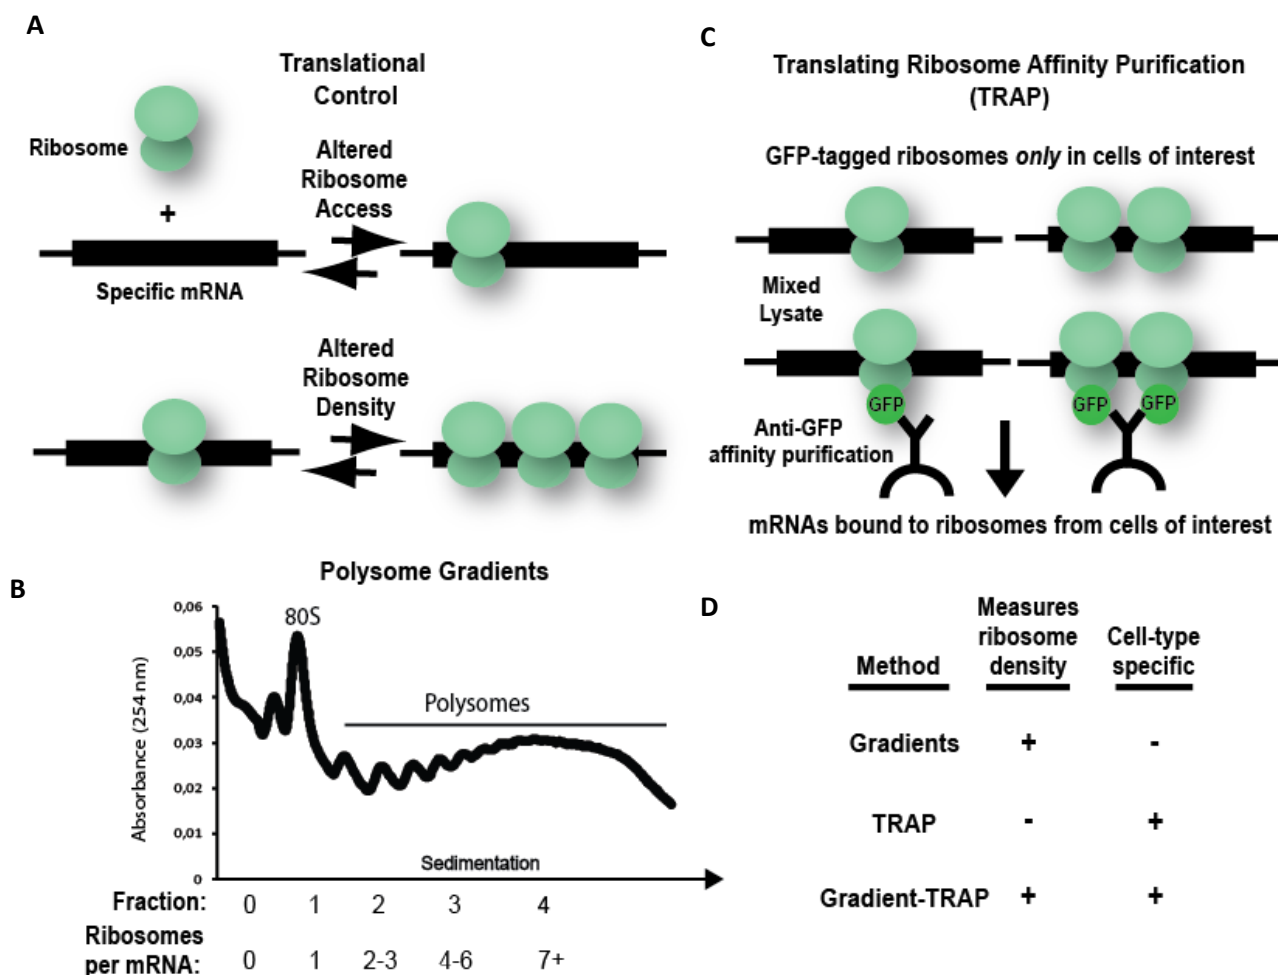 A
Translational
Control
Ribosome
+
Altered
Ribosome
Access
Specific mRNA
Altered
Ribosome
Density
B
Polysome Gradients
Absorbance (254 nm)
0,06
0,05
0,04
0,03
0,02
0,01
0
80S
Polysomes
Sedimentation
Fraction: 0 1 2 3 4
Ribosomes
per mRNA: 0 1 2-3 4-6 7+
C
Translating Ribosome Affinity Purification
(TRAP)
GFP-tagged ribosomes only in cells of interest
Mixed
Lysate
GFP GFP GFP
Anti-GFP
affinity purification
mRNAs bound to ribosomes from cells of interest
D
Measures
ribosome
density
Cell-type
specific
Method
Gradients + -
TRAP - +
Gradient-TRAP + +